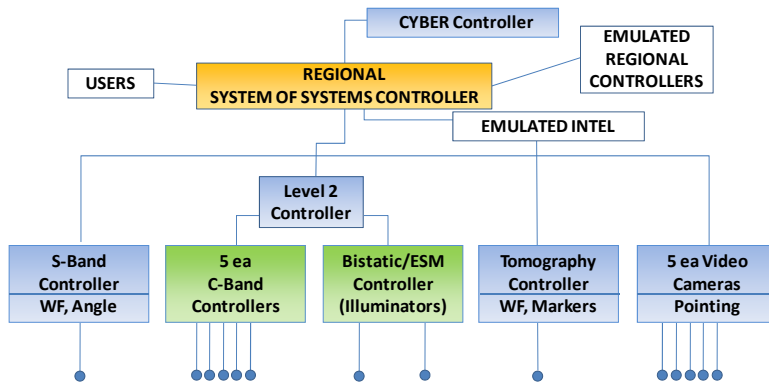 CYBER Controller
EMULATED
REGIONAL
CONTROLLERS
USERS
REGIONAL
SYSTEM OF SYSTEMS CONTROLLER
EMULATED INTEL
Level 2
Controller
S-Band
Controller
WF, Angle
5 ea
C-Band
Controllers
Bistatic/ESM
Controller
(Illuminators)
Tomography
Controller
WF, Markers
5 ea Video
Cameras
Pointing